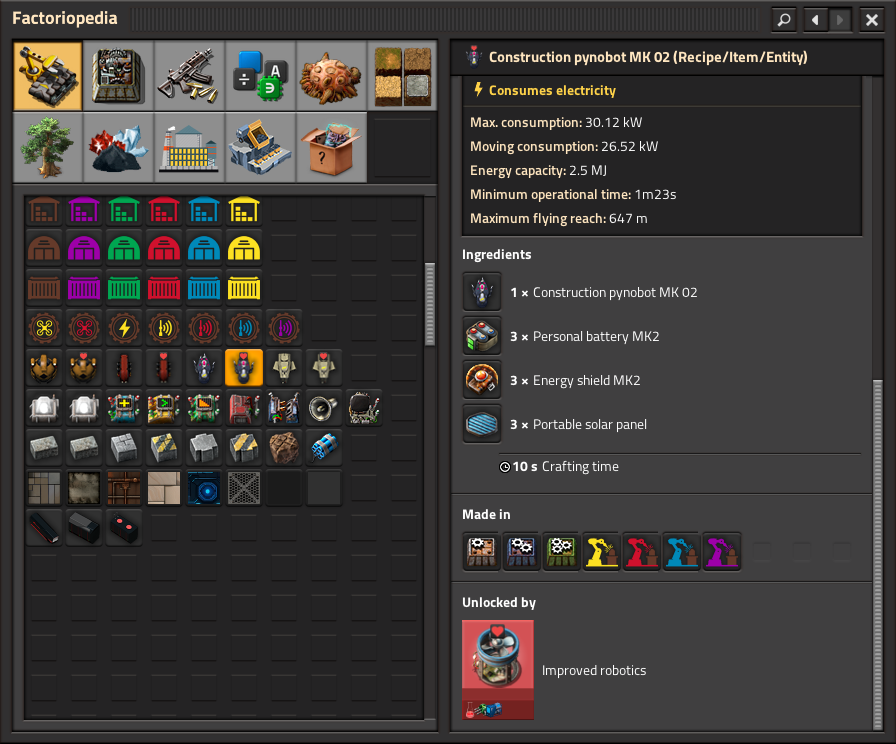 Factoriopedia
Construction pynobot MK 02 (Recipe/Item/Entity)
Consumes electricity
Max. consumption: 30.12 kW
Moving consumption: 26.52 kW
Energy capacity: 2.5 MJ
Minimum operational time: 1m23s
Maximum flying reach: 647 m
Ingredients
1 × Construction pynobot MK 02
3 × Personal battery MK2
3 × Energy shield MK2
3 × Portable solar panel
10 s Crafting time
Made in
Unlocked by
Improved robotics